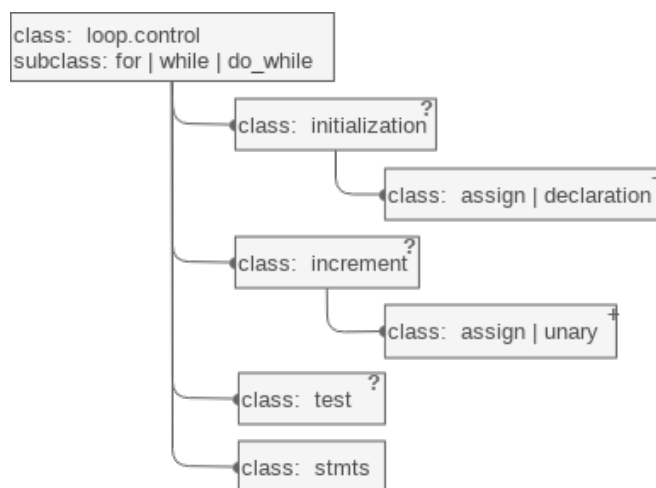 class: loop.control
subclass: for | while | do_while
?
class: initialization
class: assign | declaration
?
class: increment
+
class: assign | unary
?
class: test
class: stmts